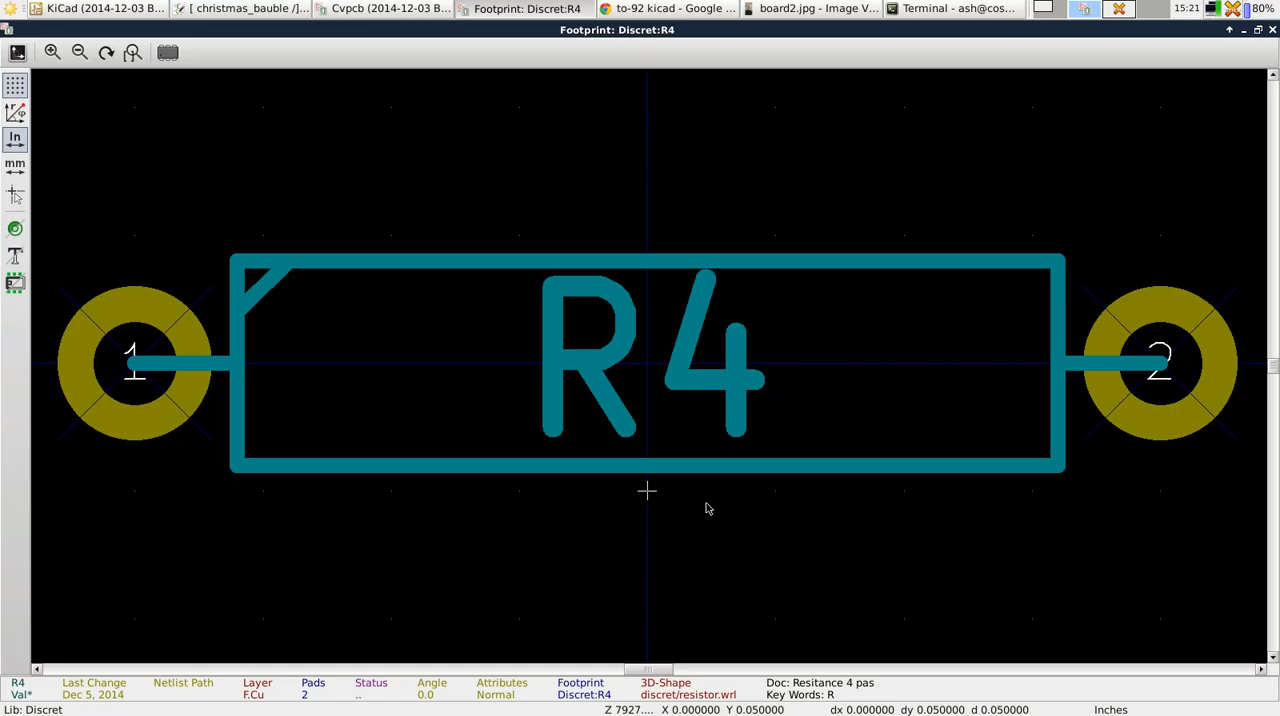 KiCad (2014-12-03 B...
[ christmas_bauble /]...
Cvpcb (2014-12-03 B...
Footprint: Discret:R4
to-92 kicad - Google ...
board2.jpg - Image V...
Terminal - ash@cos...
15:21
80%
Footprint: Discret:R4
In
mm
1
R4
2
R4
Last Change
Netlist Path
Layer
Pads
Status
Angle
Attributes
Footprint
3D-Shape
Doc: Resitance 4 pas
Val*
Dec 5, 2014
F.Cu
2
..
0.0
Normal
Discret:R4
discret/resistor.wrl
Key Words: R
Lib: Discret
Z 7927....
X 0.000000 Y 0.050000
dx 0.000000 dy 0.050000 d 0.050000
Inches